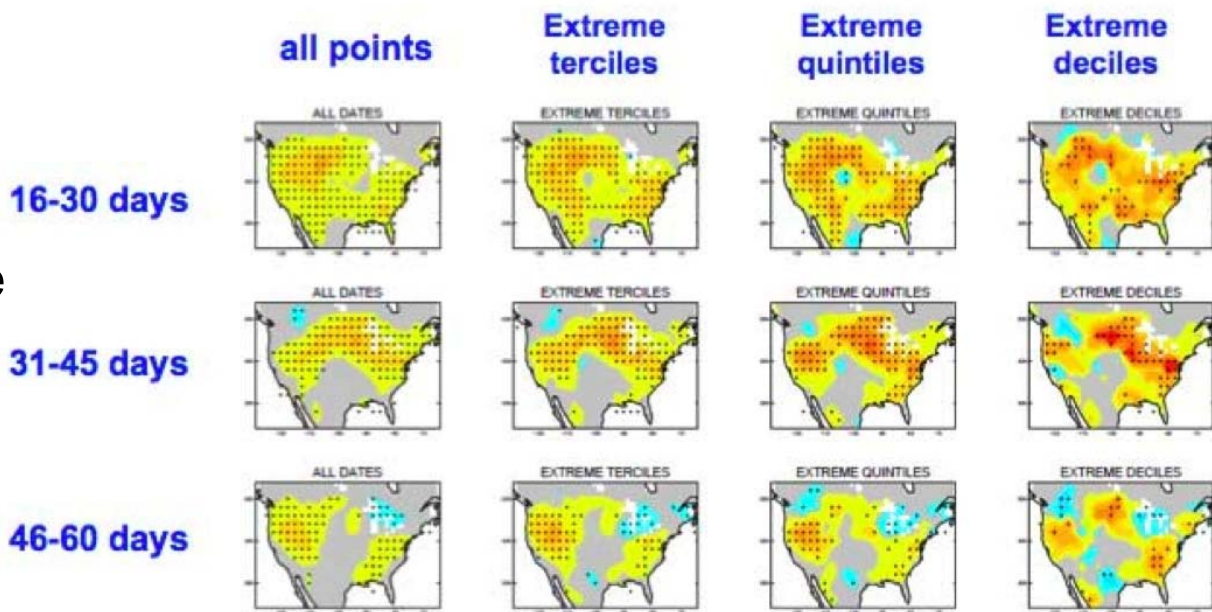 all points
Extreme
terciles
Extreme
quintiles
Extreme
deciles
16-30 days
ALL DATES
EXTREME TERCILES
EXTREME QUINTILES
EXTREME DECILES
e
31-45 days
ALL DATES
EXTREME TERCILES
EXTREME QUINTILES
EXTREME DECILES
46-60 days
ALL DATES
EXTREME TERCILES
EXTREME QUINTILES
EXTREME DECILES